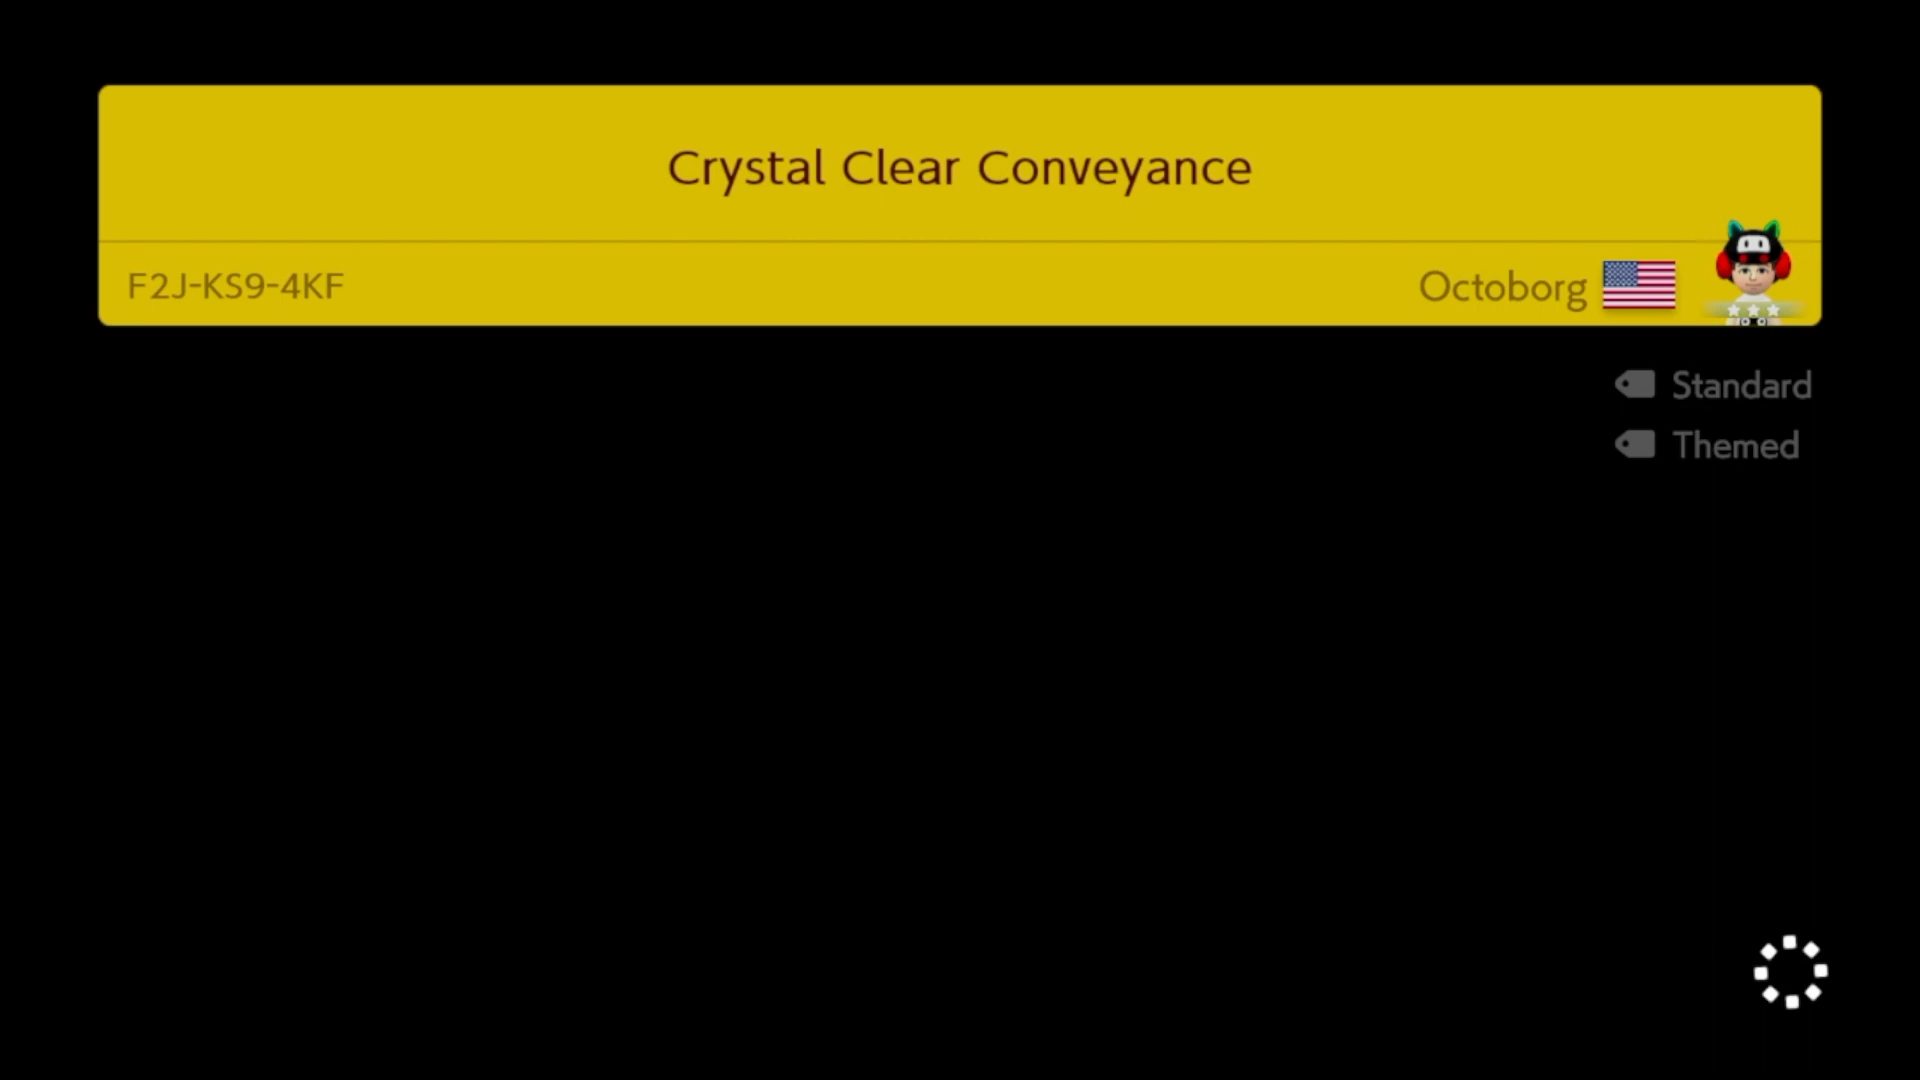 Crystal Clear Conveyance
F2J-KS9-4KF
Octoborg
Standard
Themed